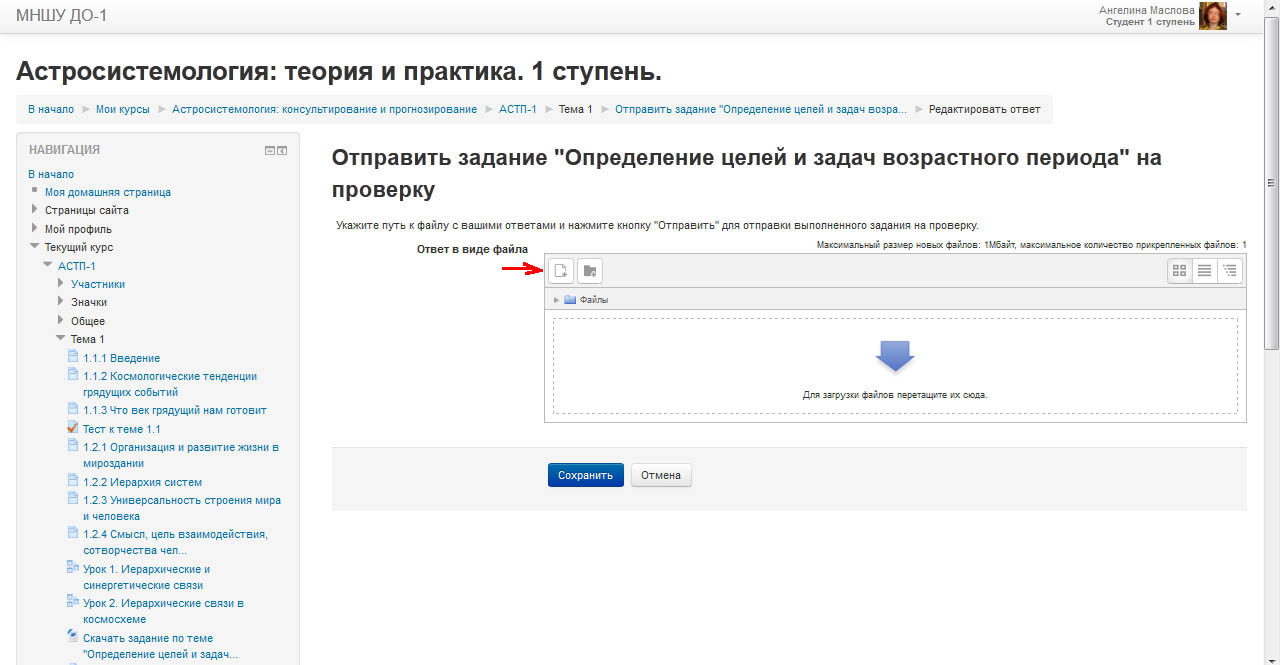 МНШУ ДО-1
Ангелина Маслова
Студент 1 ступень
Астросистемология: теория и практика. 1 ступень.
В начало Мои курсы Астросистемология: консультирование и прогнозирование АСТП-1 Тема 1 Отправить задание "Определение целей и задач возра... Редактировать ответ
НАВИГАЦИЯ
В начало
Моя домашняя страница
Страницы сайта
Мой профиль
Текущий курс
АСТП-1
Участники
Значки
Общее
Тема 1
1.1.1 Введение
1.1.2 Космологические тенденции
грядущих событий
1.1.3 Что век грядущий нам готовит
Тест к теме 1.1
1.2.1 Организация и развитие жизни в
мироздании
1.2.2 Иерархия систем
1.2.3 Универсальность строения мира
и человека
1.2.4 Смысл, цель взаимодействия,
сотворчества чел...
Урок 1. Иерархические и
синергетические связи
Урок 2. Иерархические связи в
космосхеме
Скачать задание по теме
"Определение целей и задач...
Отправить задание "Определение целей и задач возрастного периода" на
проверку
Укажите путь к файлу с вашими ответами и нажмите кнопку "Отправить" для отправки выполненного задания на проверку.
Ответ в виде файла
Максимальный размер новых файлов: 1Мбайт, максимальное количество прикрепленных файлов: 1
Файлы
Для загрузки файлов перетащите их сюда.
Сохранить Отмена